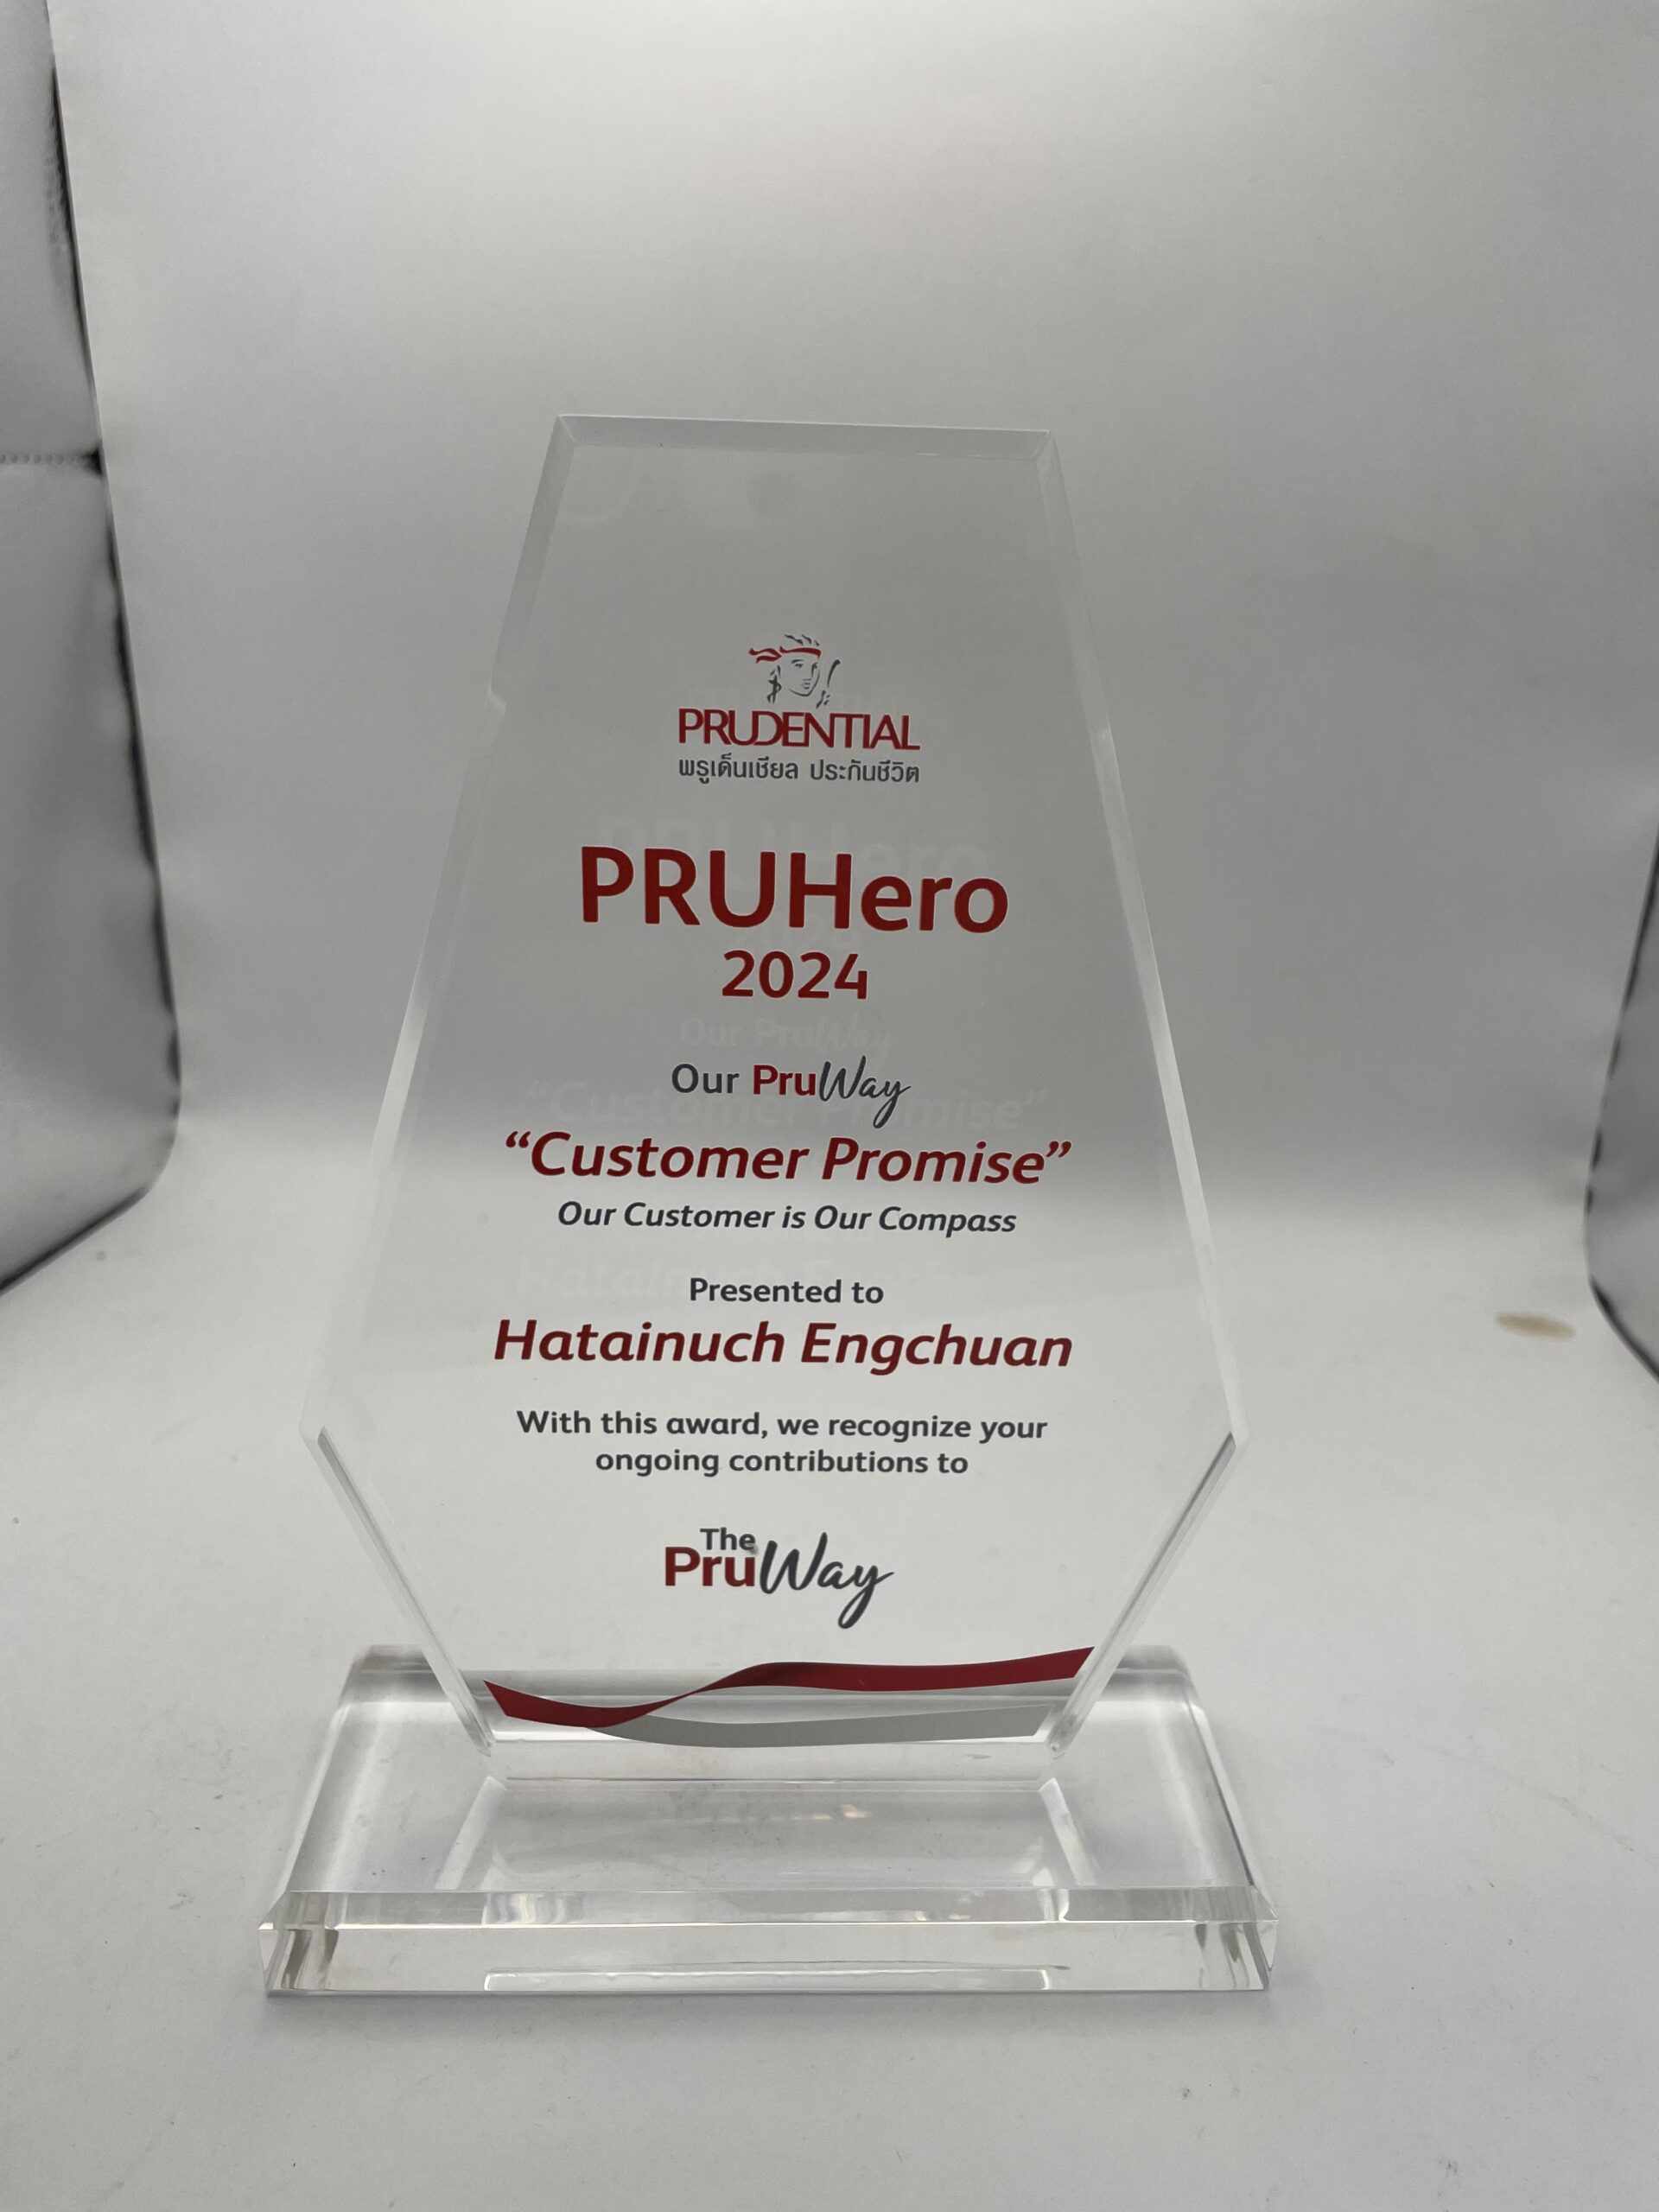 PRUDENTIAL
พรูเด็นเชียล ประกันชีวิต
PRUHero
2024
Our PruWay
“Customer Promise”
Our Customer is Our Compass
Presented to
Hatainuch Engchuan
With this award, we recognize your
ongoing contributions to
The
PruWay